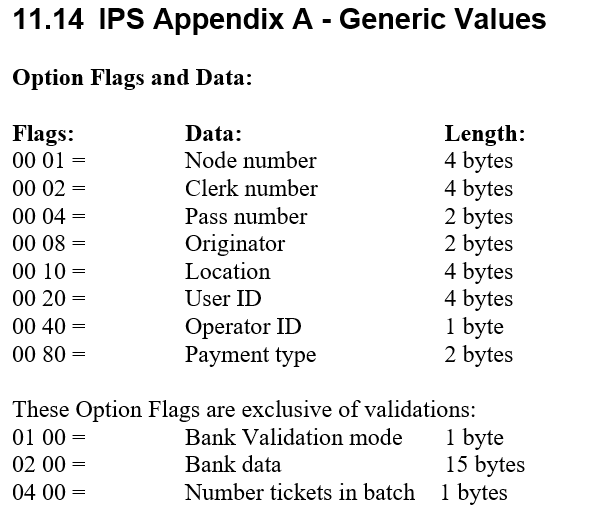 11.14 IPS Appendix A - Generic Values
Option Flags and Data:
Flags: Data: Length:
00 01 = Node number 4 bytes
00 02 = Clerk number 4 bytes
00 04 = Pass number 2 bytes
00 08 = Originator 2 bytes
00 10 = Location 4 bytes
00 20 = User ID 4 bytes
00 40 = Operator ID 1 byte
00 80 = Payment type 2 bytes
These Option Flags are exclusive of validations:
01 00 = Bank Validation mode 1 byte
02 00 = Bank data 15 bytes
04 00 = Number tickets in batch 1 bytes